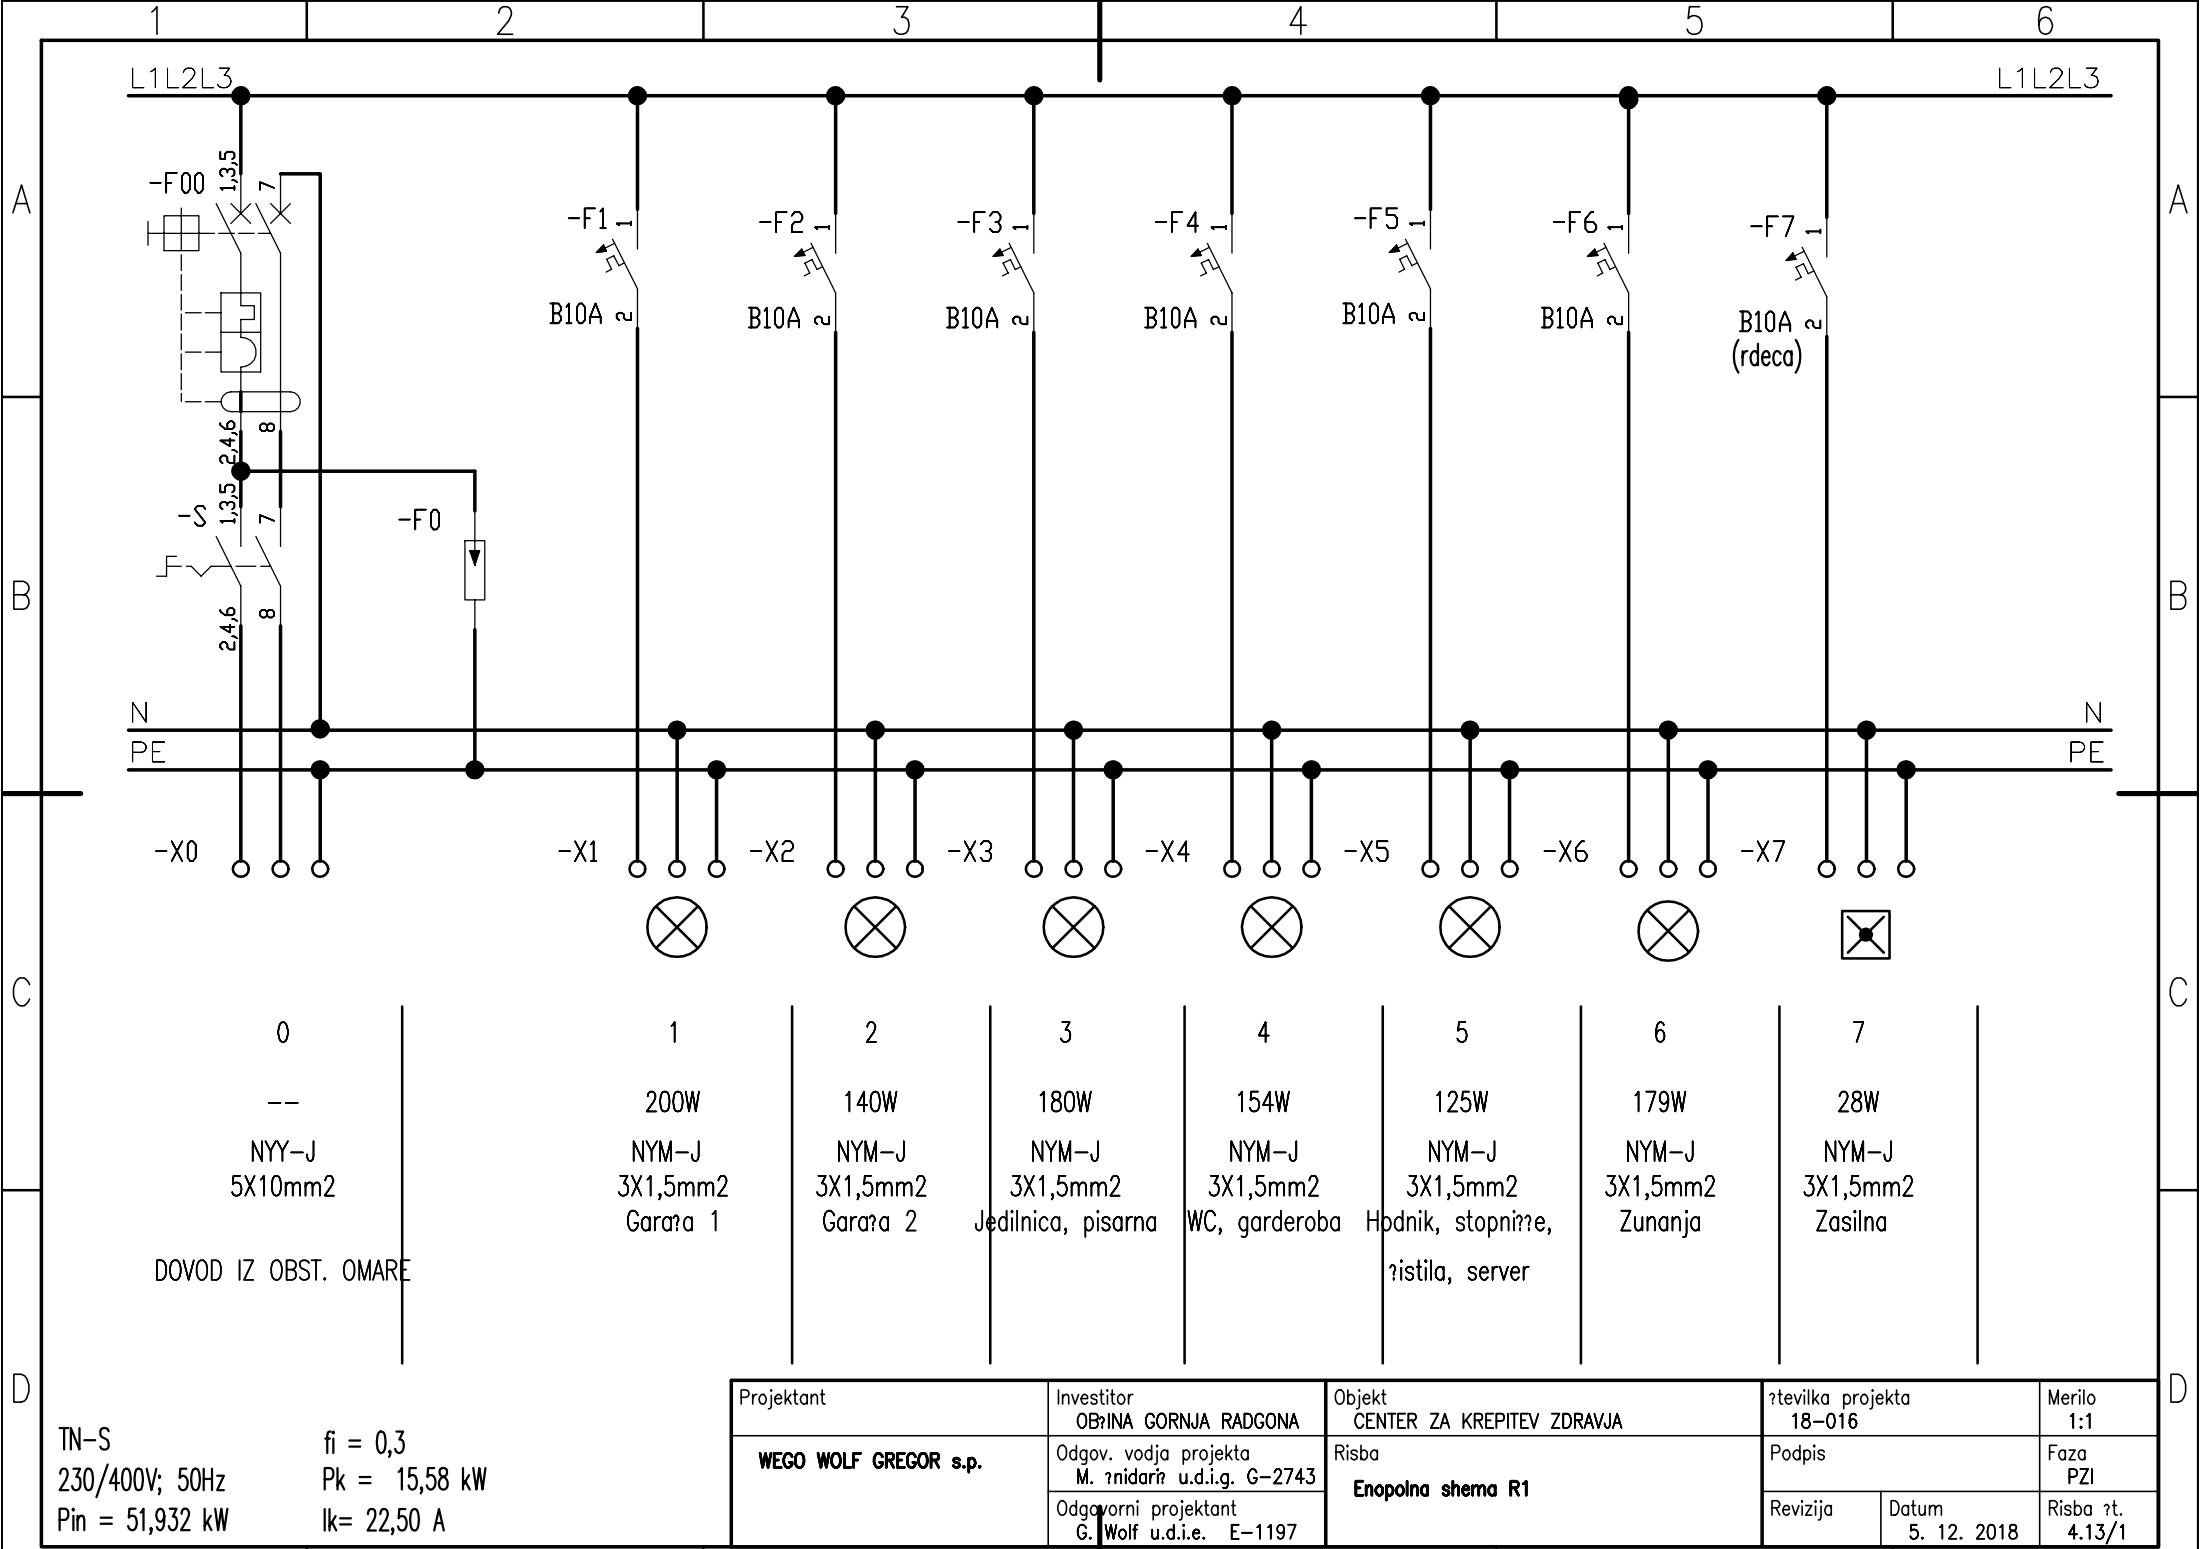 1 2 3 4 5 6
L1L2L3 L1L2L3
A A
-F00 1,3,5 7
-F1 1 -F2 1 -F3 1 -F4 1 -F5 1 -F6 1 -F7 1
B10A 2 B10A 2 B10A 2 B10A 2 B10A 2 B10A 2 B10A 2
(rdeca)
2,4,6 8
-S 1,3,5 7 -F0
B B
2,4,6 8
N N
PE PE
-X0 -X1 -X2 -X3 -X4 -X5 -X6 -X7
C C
0 1 2 3 4 5 6 7
-- 200W 140W 180W 154W 125W 179W 28W
NYY-J NYM-J NYM-J NYM-J NYM-J NYM-J NYM-J NYM-J
5X10mm2 3X1,5mm2 3X1,5mm2 3X1,5mm2 3X1,5mm2 3X1,5mm2 3X1,5mm2 3X1,5mm2
Gara?a 1 Gara?a 2 Jedilnica, pisarna WC, garderoba Hodnik, stopni??e, Zunanja Zasilna
DOVOD IZ OBST. OMARE ?istila, server
D D
TN-S fi = 0,3
230/400V; 50Hz Pk = 15,58 kW
Pin = 51,932 kW Ik= 22,50 A
Projektant
WEGO WOLF GREGOR s.p.
Investitor
OB?INA GORNJA RADGONA
Odgov. vodja projekta
M. ?nidari? u.d.i.g. G-2743
Odgovorni projektant
G. Wolf u.d.i.e. E-1197
Objekt
CENTER ZA KREPITEV ZDRAVJA
Risba
Enopolna shema R1
?tevilka projekta
18-016
Merilo
1:1
Podpis
Faza
PZI
Revizija
Datum
5. 12. 2018
Risba ?t.
4.13/1